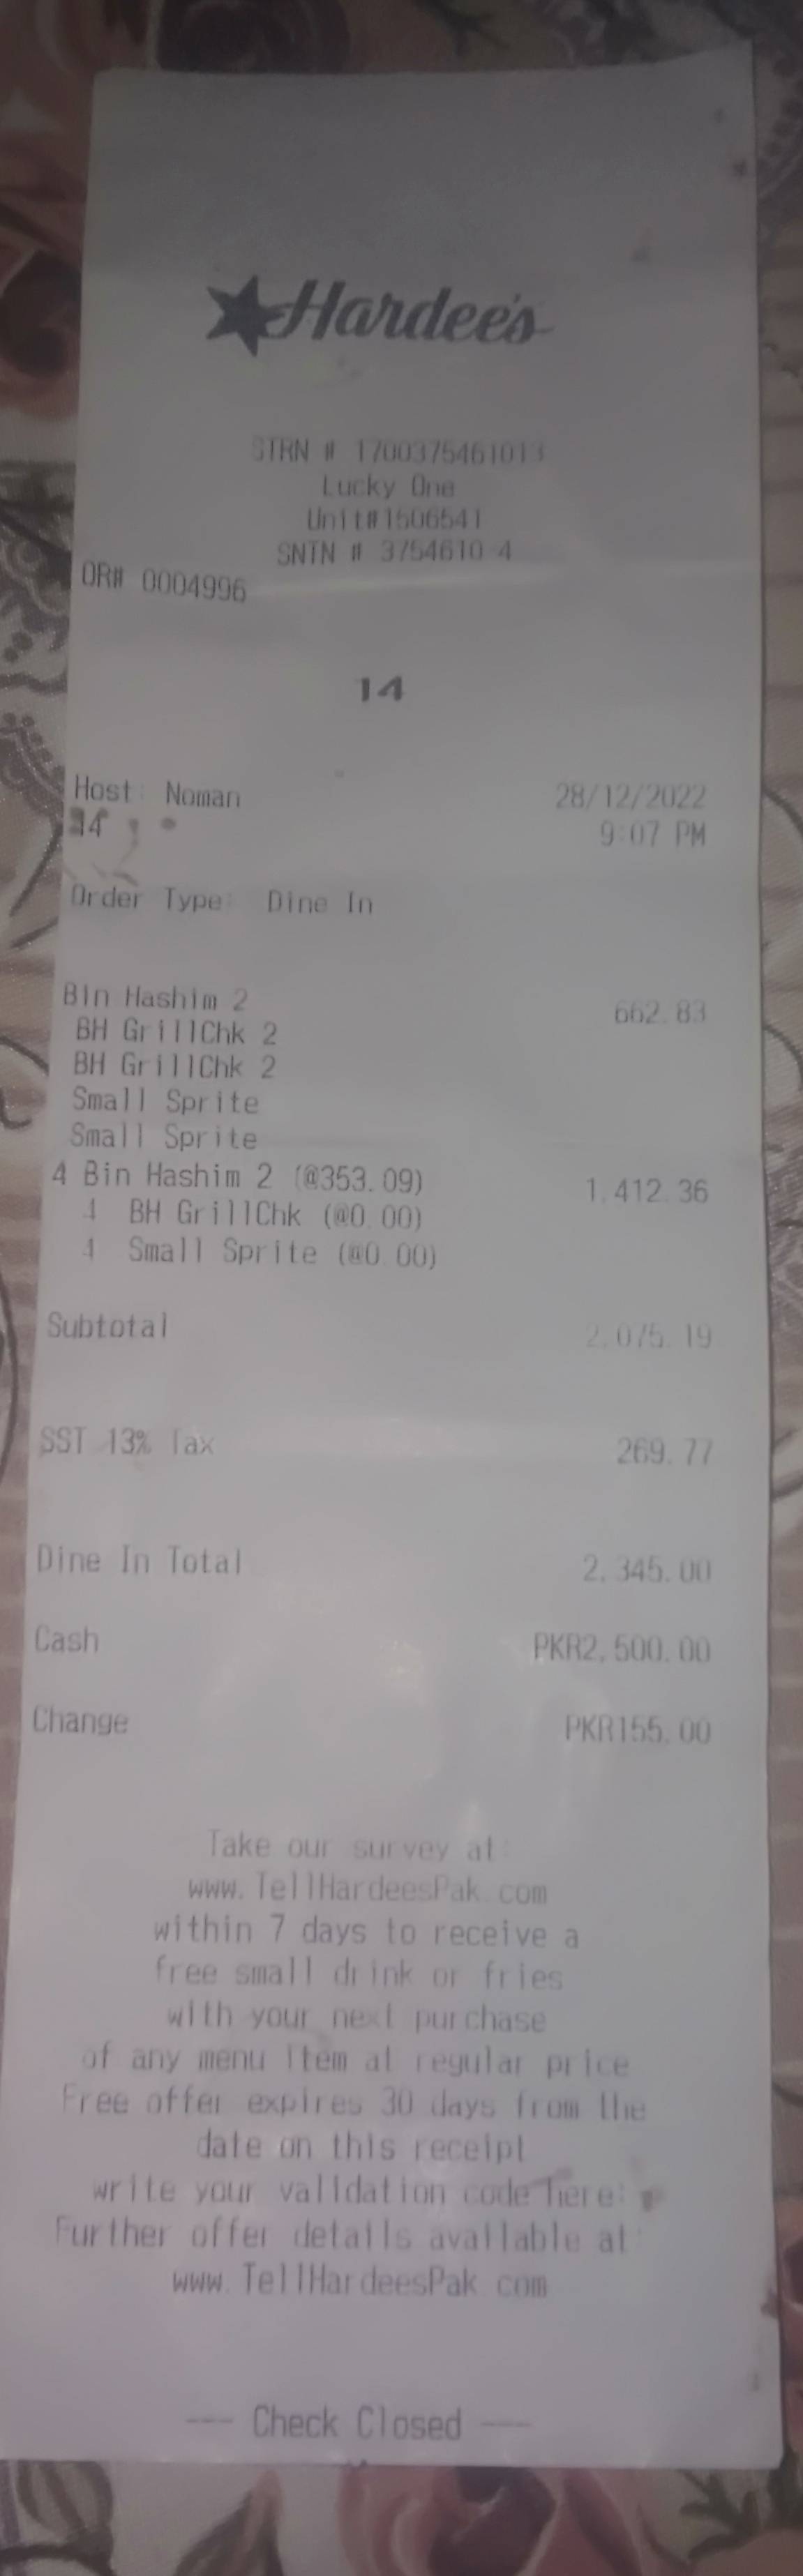 Hardee's
STRN # 1700375461013
Lucky One
Unit#1506541
SNTN # 3754610-4
OR# 0004996
14
Host: Noman 28/12/2022
14 9:07 PM
Order Type: Dine In
Bin Hashim 2 662.83
BH GrillChk 2
BH GrillChk 2
Small Sprite
Small Sprite
4 Bin Hashim 2 (@353.09) 1,412.36
4 BH GrillChk (@0.00)
4 Small Sprite (@0.00)
Subtotal 2,075.19
SST 13% Tax 269.77
Dine In Total 2,345.00
Cash PKR2,500.00
Change PKR155.00
Take our survey at:
www.TellHardeesPak.com
within 7 days to receive a
free small drink or fries
with your next purchase
of any menu item at regular price
Free offer expires 30 days from the
date on this receipt
write your validation code here:
Further offer details available at:
www.TellHardeesPak.com
--- Check Closed ---